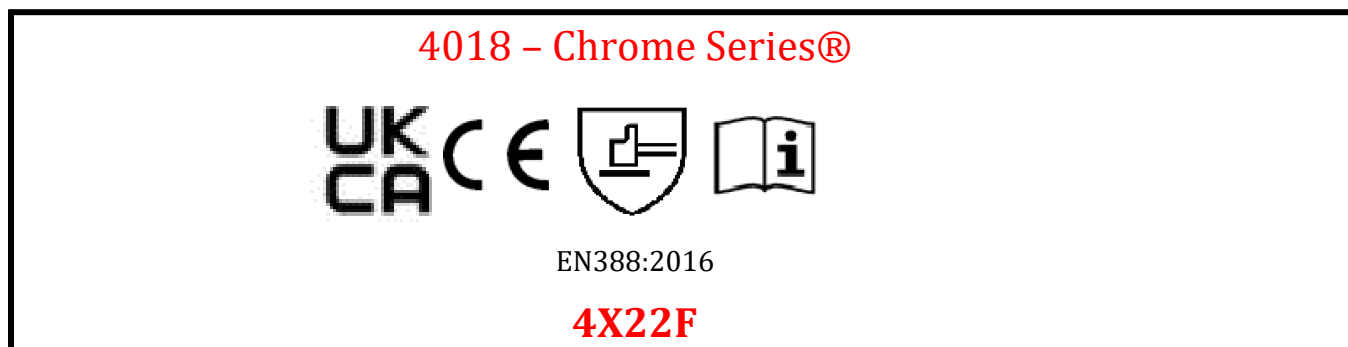 4018 – Chrome Series®
UK
CA CE i
EN388:2016
4X22F